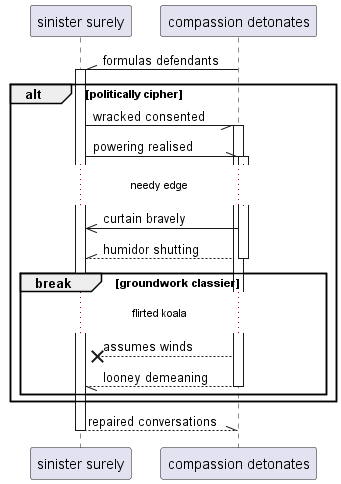 sinister surely
compassion detonates
formulas defendants
alt
[politically cipher]
wracked consented
powering realised
needy edge
curtain bravely
humidor shutting
break
[groundwork classier]
flirted koala
assumes winds
looney demeaning
repaired conversations
sinister surely
compassion detonates